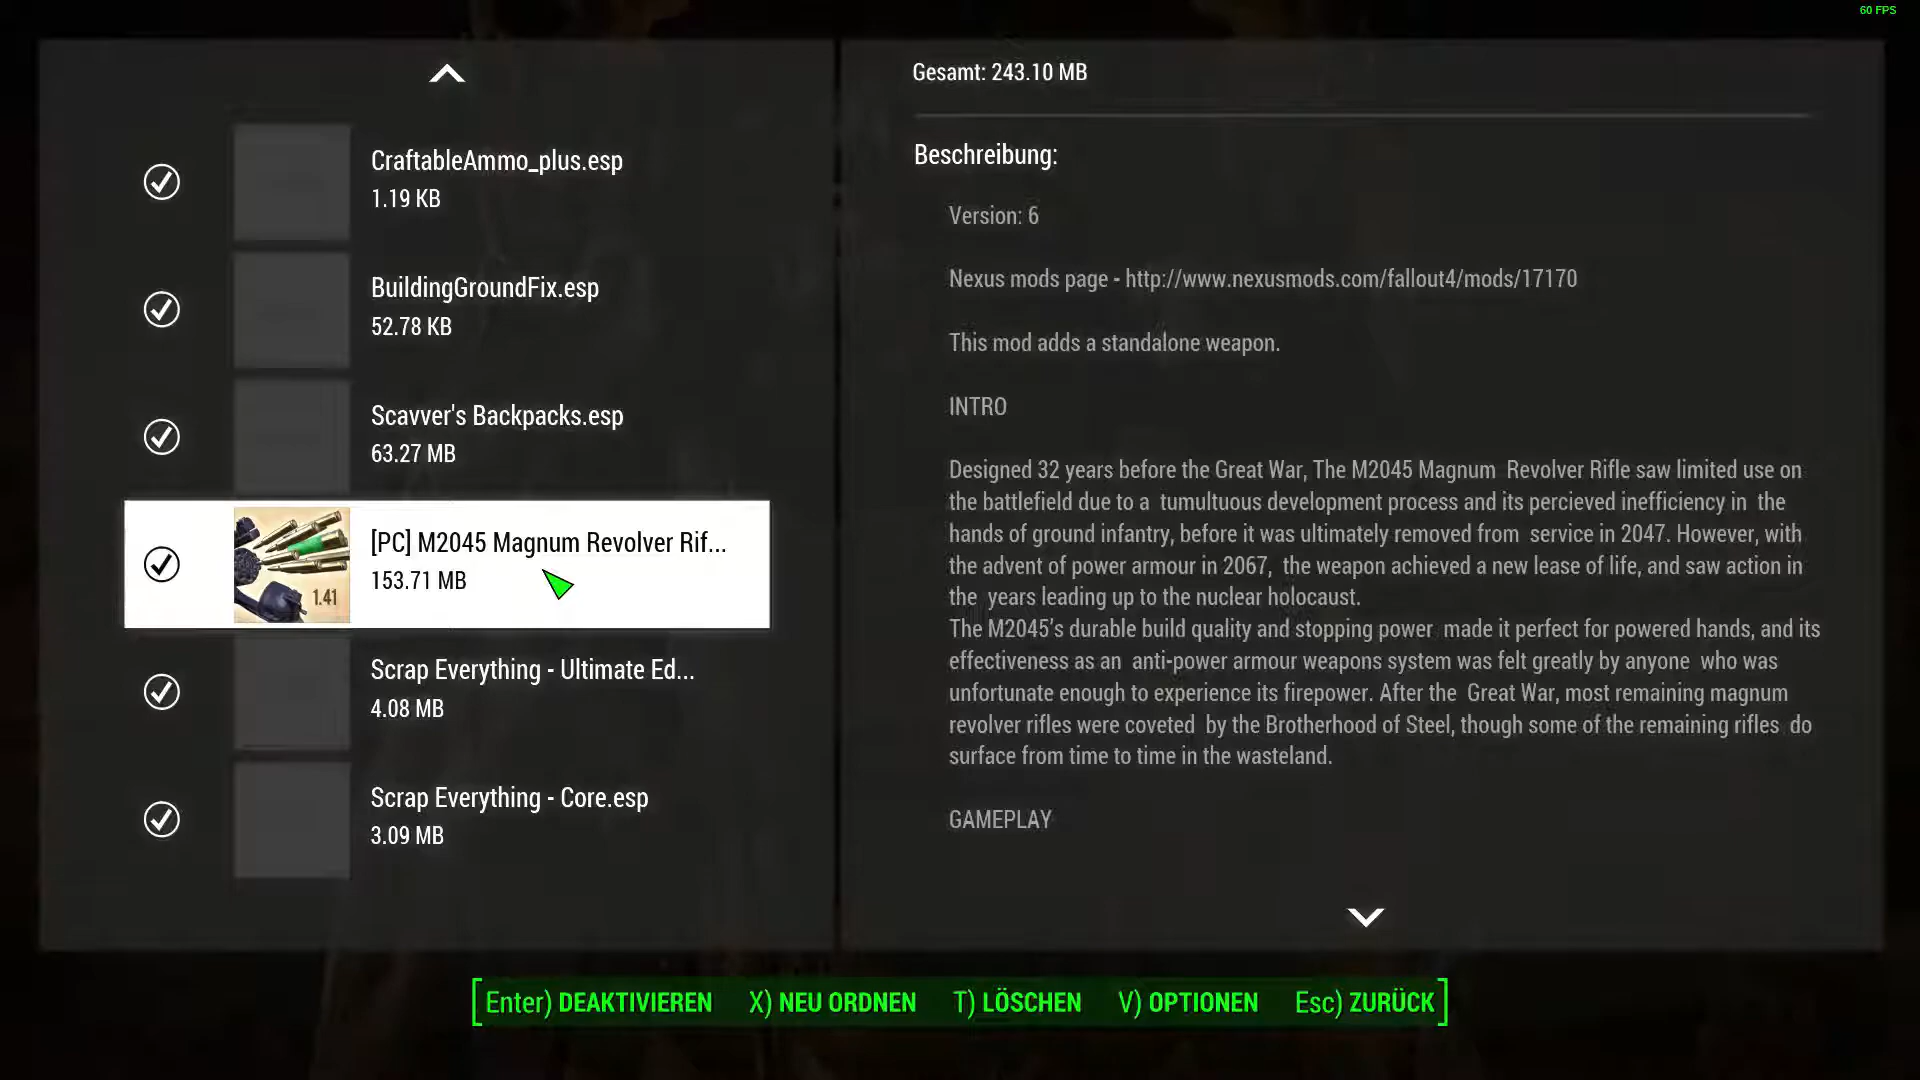 60 FPS
CraftableAmmo_plus.esp
1.19 KB
BuildingGroundFix.esp
52.78 KB
Scavver's Backpacks.esp
63.27 MB
[PC] M2045 Magnum Revolver Rif...
153.71 MB
1.41
Scrap Everything - Ultimate Ed...
4.08 MB
Scrap Everything - Core.esp
3.09 MB
Gesamt: 243.10 MB
Beschreibung:
Version: 6
Nexus mods page - http://www.nexusmods.com/fallout4/mods/17170
This mod adds a standalone weapon.
INTRO
Designed 32 years before the Great War, The M2045 Magnum  Revolver Rifle saw limited use on
the battlefield due to a  tumultuous development process and its percieved inefficiency in  the
hands of ground infantry, before it was ultimately removed from  service in 2047. However, with
the advent of power armour in 2067,  the weapon achieved a new lease of life, and saw action in
the  years leading up to the nuclear holocaust.
The M2045's durable build quality and stopping power  made it perfect for powered hands, and its
effectiveness as an  anti-power armour weapons system was felt greatly by anyone  who was
unfortunate enough to experience its firepower. After the  Great War, most remaining magnum
revolver rifles were coveted  by the Brotherhood of Steel, though some of the remaining rifles  do
surface from time to time in the wasteland.
GAMEPLAY
Enter) DEAKTIVIEREN X) NEU ORDNEN T) LÖSCHEN V) OPTIONEN Esc) ZURÜCK